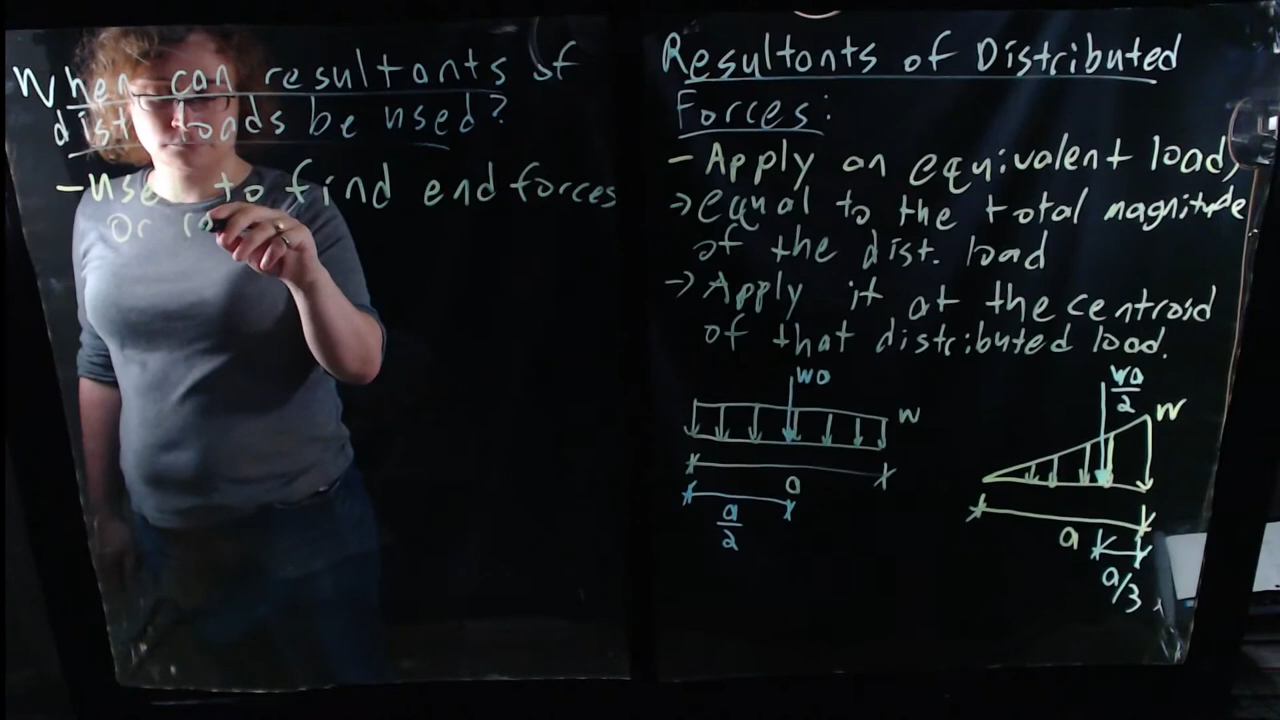 When can resultants of
dist. loads be used?
- use to find end forces
or
Resultants of Distributed
Forces:
- Apply an equivalent load,
→ equal to the total magnitude
of the dist. load
→ Apply it at the centroid
of that distributed load.
wa
w
a
a/2
wa/2
w
a
a/3